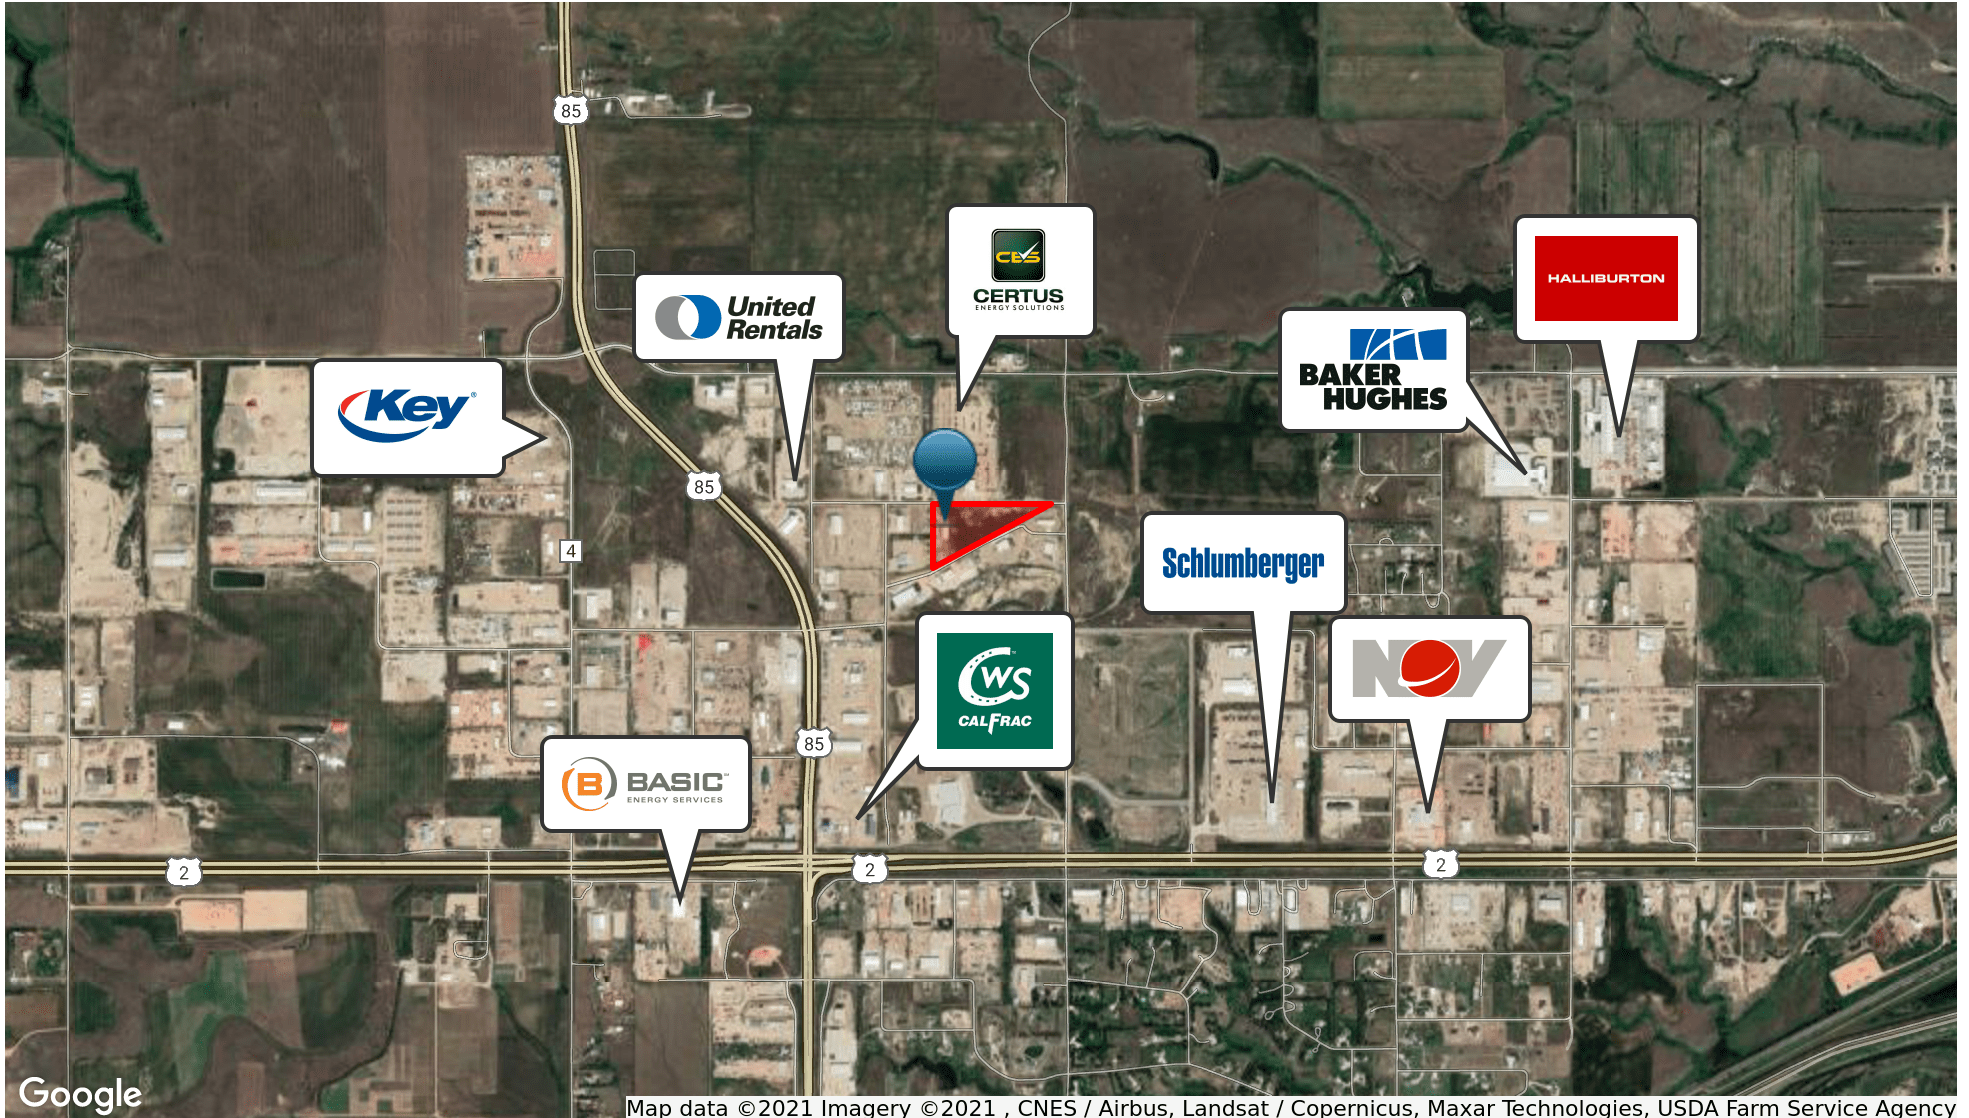 85
CES
CERTUS
ENERGY SOLUTIONS
HALLIBURTON
United
Rentals
BAKER
HUGHES
Key®
85
4
Schlumberger
CWS
CALFRAC
NOV
85
B BASIC℠
ENERGY SERVICES
2
2
2
Google
Map data ©2021 Imagery ©2021 , CNES / Airbus, Landsat / Copernicus, Maxar Technologies, USDA Farm Service Agency